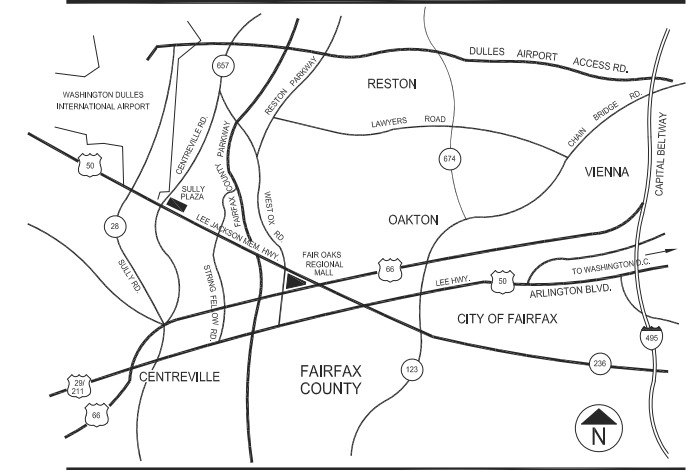 DULLES AIRPORT ACCESS RD.
657
RESTON PARKWAY
RESTON
WASHINGTON DULLES
INTERNATIONAL AIRPORT
CENTREVILLE RD.
FAIRFAX COUNTY PARKWAY
LAWYERS ROAD
CHAIN BRIDGE RD.
CAPITAL BELTWAY
50
674
VIENNA
SULLY
PLAZA
WEST OX RD.
OAKTON
28
LEE JACKSON MEM. HWY.
FAIR OAKS
REGIONAL
MALL
SULLY RD.
STRING FELLOW RD.
66
LEE HWY.
50
TO WASHINGTON D.C.
ARLINGTON BLVD.
CITY OF FAIRFAX
495
CENTREVILLE
FAIRFAX
COUNTY
123
236
29/
211
66
N